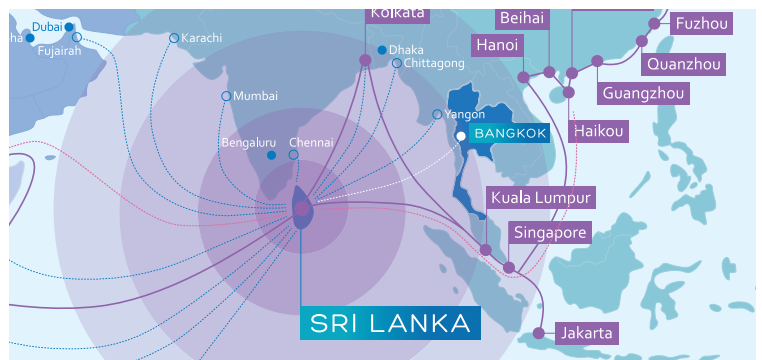 Kolkata
Beihai
Fuzhou
Dubai
ha
Fujairah
Karachi
Dhaka
Chittagong
Hanoi
Quanzhou
Guangzhou
Mumbai
Yangon
BANGKOK
Haikou
Bengaluru
Chennai
Kuala Lumpur
Singapore
SRI LANKA
Jakarta